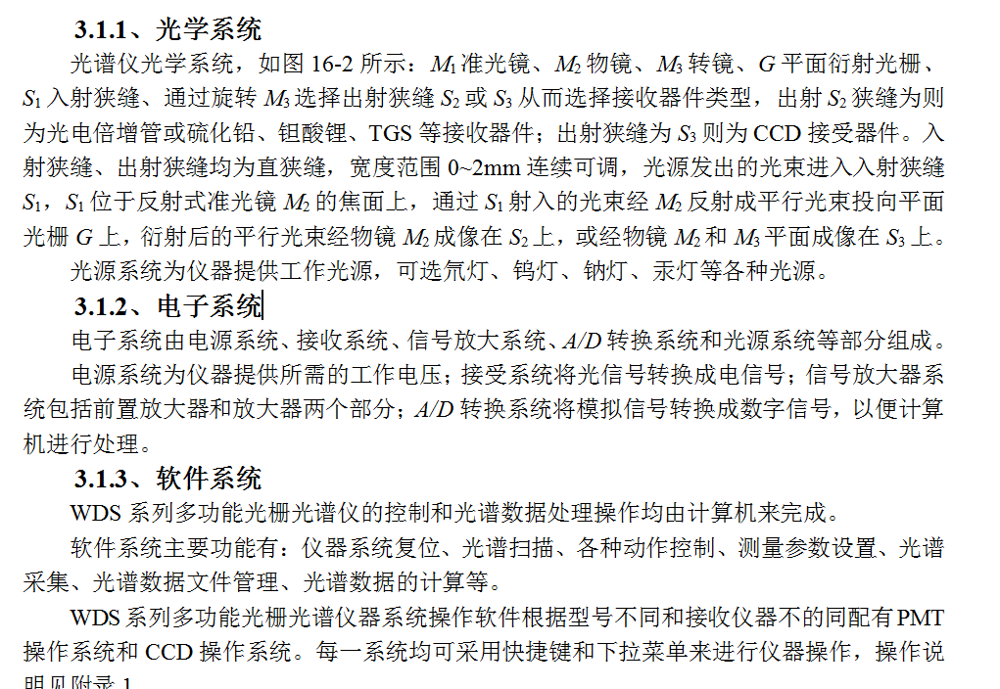 3.1.1、光学系统
光谱仪光学系统，如图 16-2 所示：M1 准光镜、M2 物镜、M3 转镜、G 平面衍射光栅、
S1 入射狭缝、通过旋转 M3 选择出射狭缝 S2 或 S3 从而选择接收器件类型，出射 S2 狭缝为则
为光电倍增管或硫化铅、钽酸锂、TGS 等接收器件；出射狭缝为 S3 则为 CCD 接受器件。入
射狭缝、出射狭缝均为直狭缝，宽度范围 0~2mm 连续可调，光源发出的光束进入入射狭缝
S1，S1 位于反射式准光镜 M2 的焦面上，通过 S1 射入的光束经 M2 反射成平行光束投向平面
光栅 G 上，衍射后的平行光束经物镜 M2 成像在 S2 上，或经物镜 M2 和 M3 平面成像在 S3 上。
光源系统为仪器提供工作光源，可选氘灯、钨灯、钠灯、汞灯等各种光源。
3.1.2、电子系统
电子系统由电源系统、接收系统、信号放大系统、A/D 转换系统和光源系统等部分组成。
电源系统为仪器提供所需的工作电压；接受系统将光信号转换成电信号；信号放大器系
统包括前置放大器和放大器两个部分；A/D 转换系统将模拟信号转换成数字信号，以便计算
机进行处理。
3.1.3、软件系统
WDS 系列多功能光栅光谱仪的控制和光谱数据处理操作均由计算机来完成。
软件系统主要功能有：仪器系统复位、光谱扫描、各种动作控制、测量参数设置、光谱
采集、光谱数据文件管理、光谱数据的计算等。
WDS 系列多功能光栅光谱仪器系统操作软件根据型号不同和接收仪器不的同配有 PMT
操作系统和 CCD 操作系统。每一系统均可采用快捷键和下拉菜单来进行仪器操作，操作说
明见附录 1